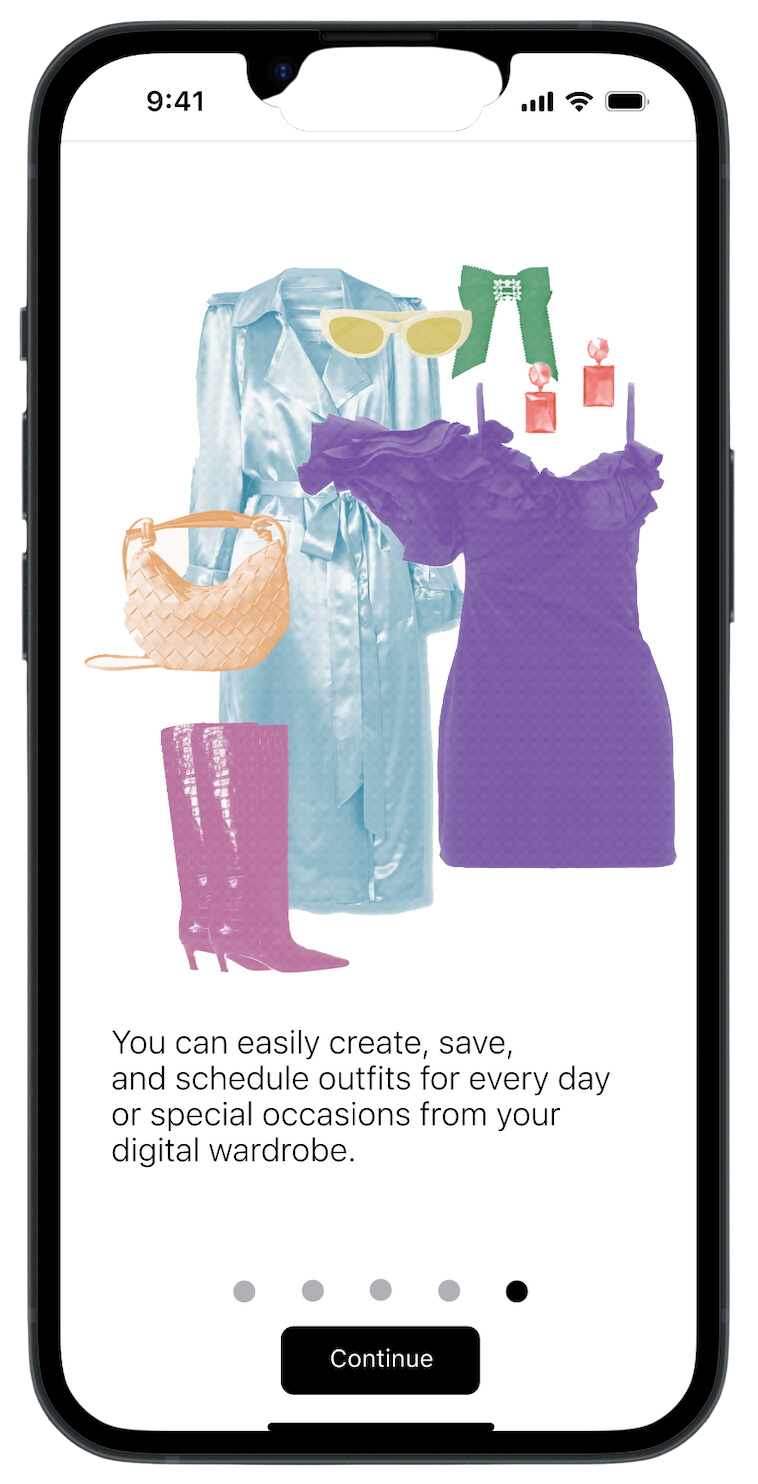 9:41
You can easily create, save,
and schedule outfits for every day
or special occasions from your
digital wardrobe.
Continue